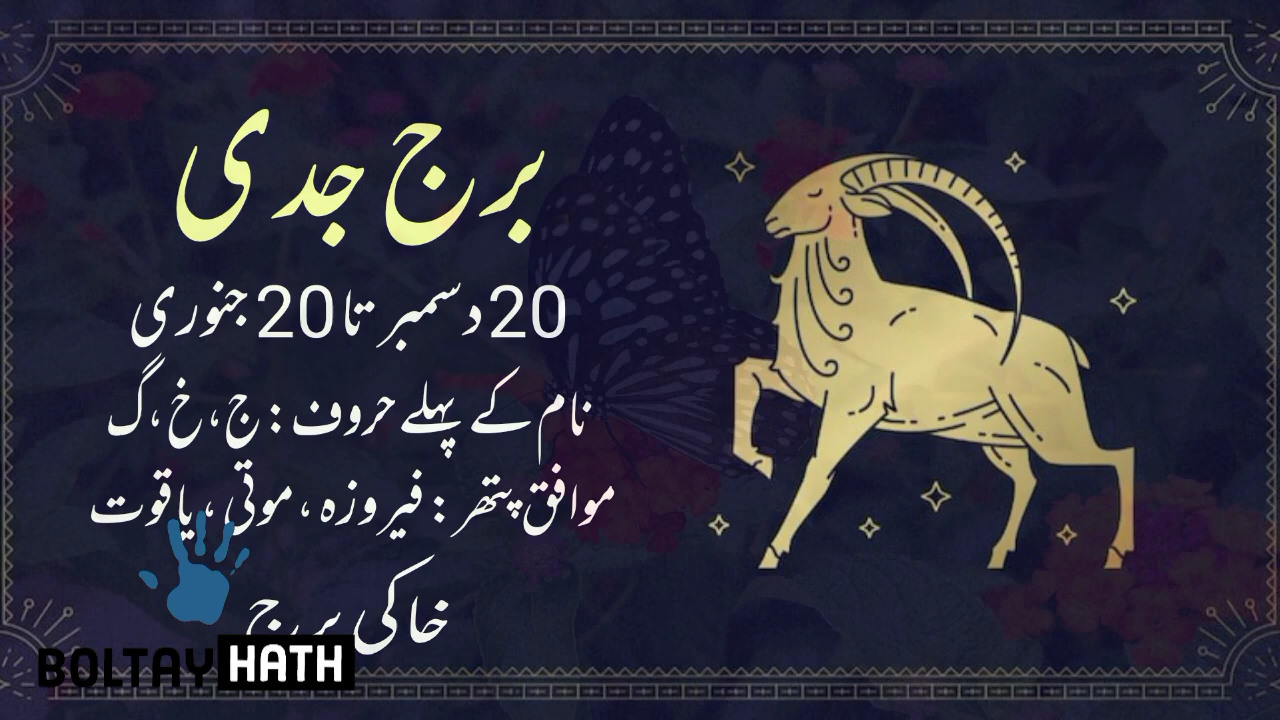 برج جدی
20 دسمبر تا 20 جنوری
نام کے پہلے حروف : ج ، خ ، گ
موافق پتھر : فیروزہ ، موتی ، یاقوت
خاکی برج
BOLTAY HATH